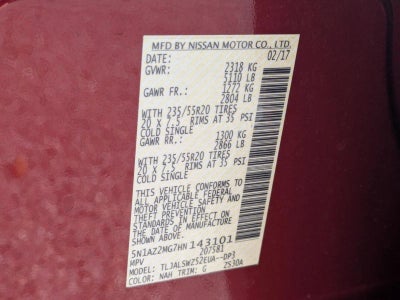 MFD BY NISSAN MOTOR CO., LTD.
DATE: 02/17
GVWR: 2318 KG
5110 LB
GAWR FR.: 1272 KG
2804 LB
WITH 235/55R20 TIRES
20 X 7.5 RIMS AT 35 PSI
COLD SINGLE
GAWR RR.: 1300 KG
2866 LB
WITH 235/55R20 TIRES
20 X 7.5 RIMS AT 35 PSI
COLD SINGLE
THIS VEHICLE CONFORMS TO
ALL APPLICABLE FEDERAL
MOTOR VEHICLE SAFETY
STANDARDS IN EFFECT ON
THE DATE OF MANUFACTURE
SHOWN ABOVE.
5N1AZ2MG7HN 143101
MPV 207581
MODEL: TLJALSWZ52EUA--DP3
COLOR: NAH TRIM: G Z530A